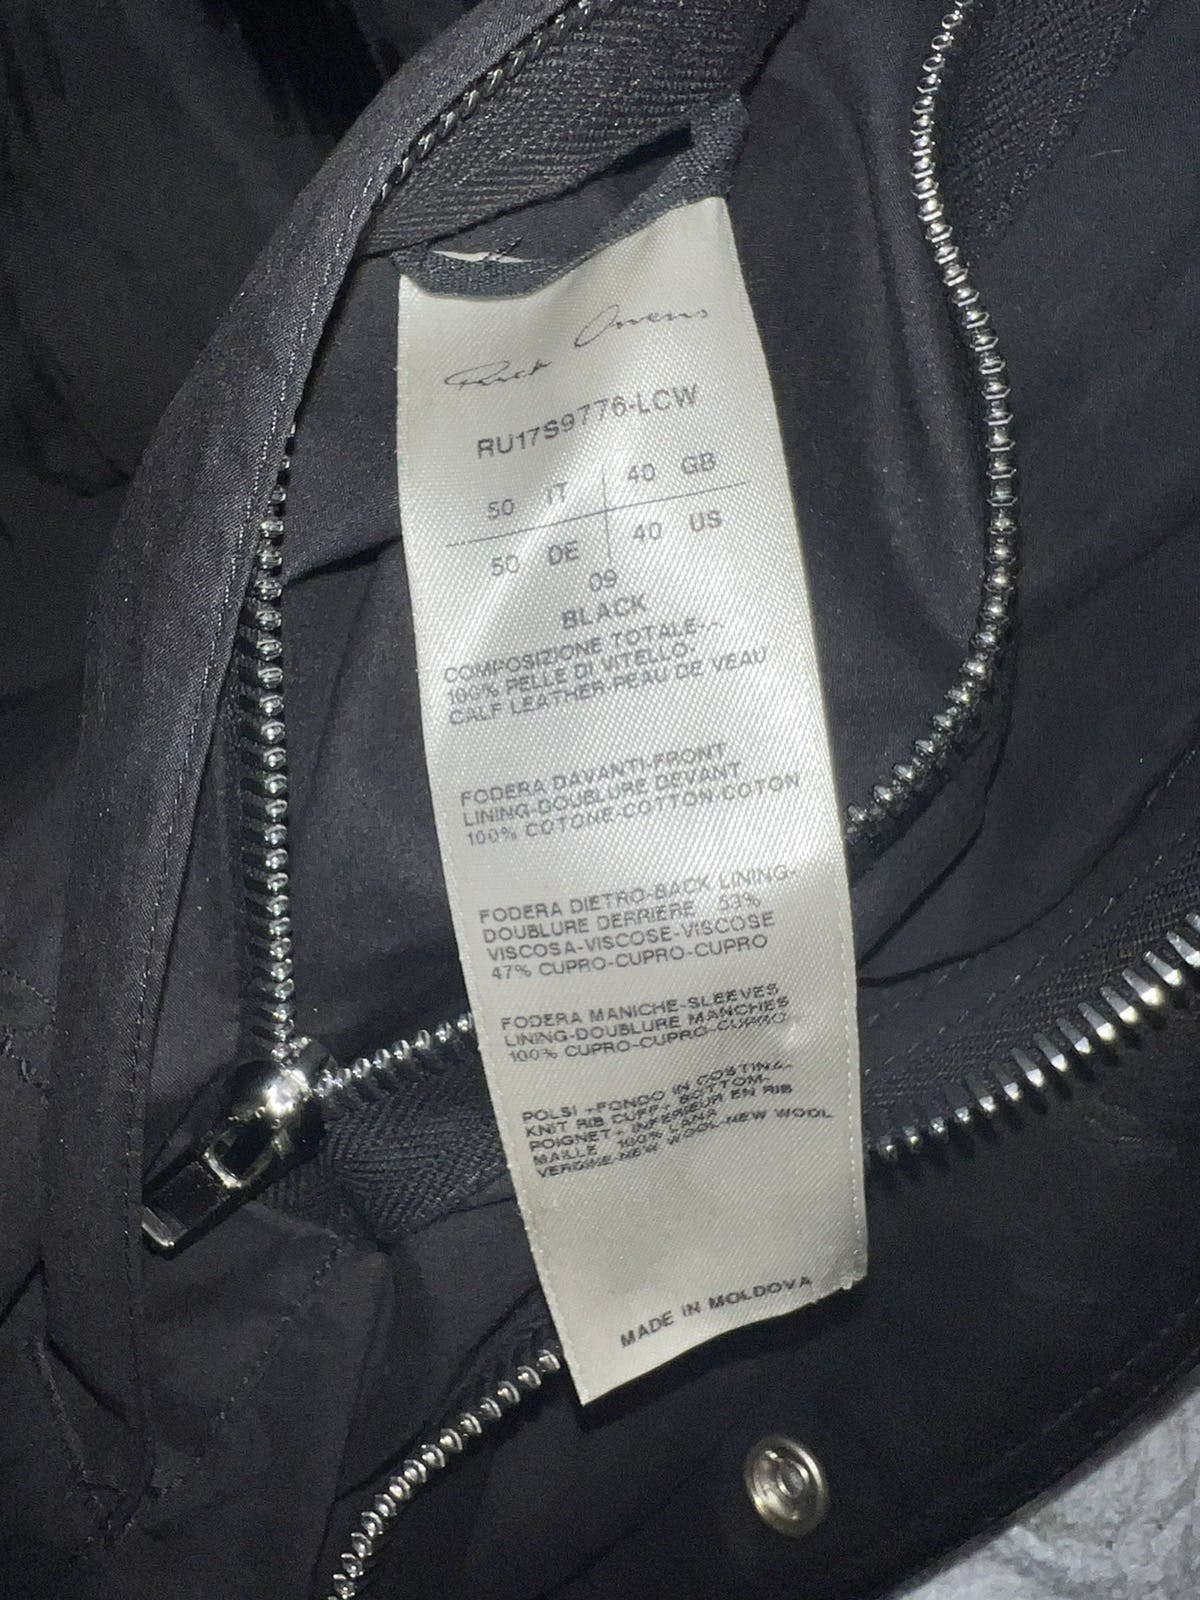 Rick Owens
RU17S9776-LCW
50 IT 40 GB
50 DE 40 US
09
BLACK
COMPOSIZIONE TOTALE-
100% PELLE DI VITELLO-
CALF LEATHER-PEAU DE VEAU
FODERA DAVANTI-FRONT
LINING-DOUBLURE DEVANT
100% COTONE-COTTON-COTON
FODERA DIETRO-BACK LINING-
DOUBLURE DERRIERE 53%
VISCOSA-VISCOSE-VISCOSE
47% CUPRO-CUPRO-CUPRO
FODERA MANICHE-SLEEVES
LINING-DOUBLURE MANCHES
100% CUPRO-CUPRO-CUPRO
POLSI +FONDO IN COSTINA-
KNIT RIB CUFF+ BOTTOM-
POIGNET+ INFERIEUR EN RIB
MAILLE 100% LANA
VERGINE-NEW WOOL-NEW WOOL
MADE IN MOLDOVA